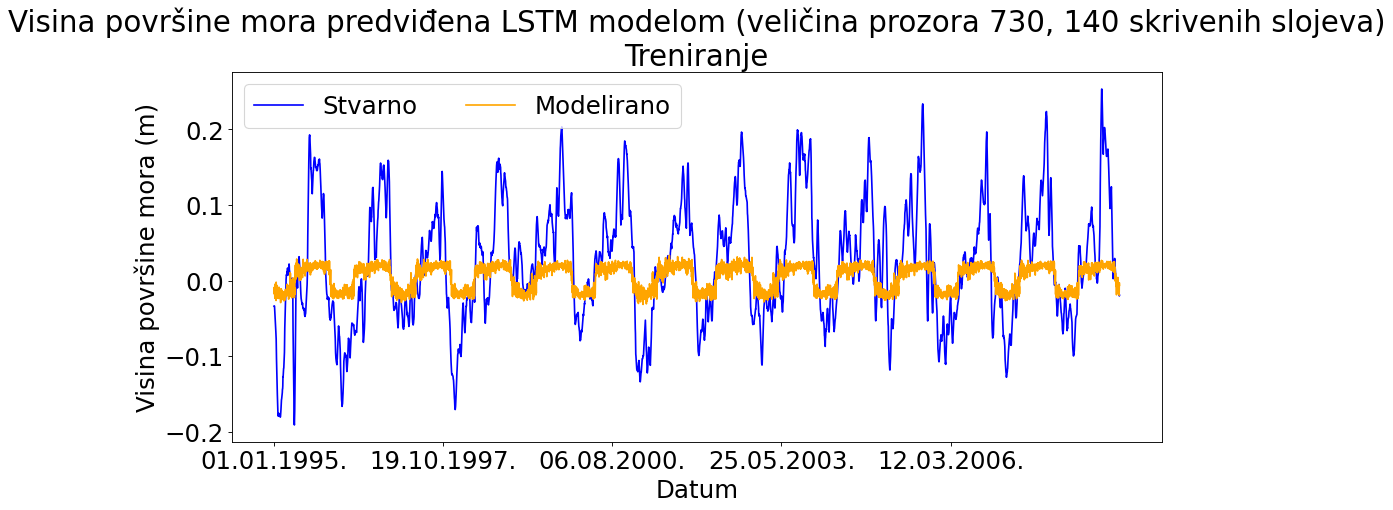 Visina površine mora predviđena LSTM modelom (veličina prozora 730, 140 skrivenih slojeva)
Treniranje
Stvarno Modelirano
Visina površine mora (m)
0.2
0.1
0.0
−0.1
−0.2
01.01.1995. 19.10.1997. 06.08.2000. 25.05.2003. 12.03.2006.
Datum